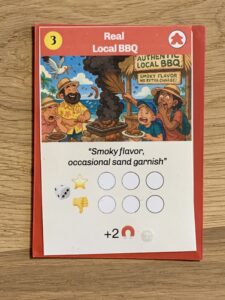 3
Real
Local BBQ
AUTHENTIC
LOCAL BBQ
SMOKY FLAVOR
NO EXTRA CHARGE!
“Smoky flavor,
occasional sand garnish”
+2